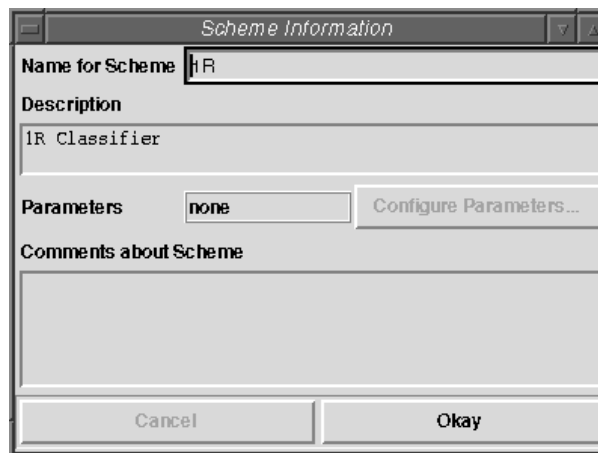 Scheme Information
Name for Scheme 1R
Description
1R Classifier
Parameters none Configure Parameters...
Comments about Scheme
Cancel Okay